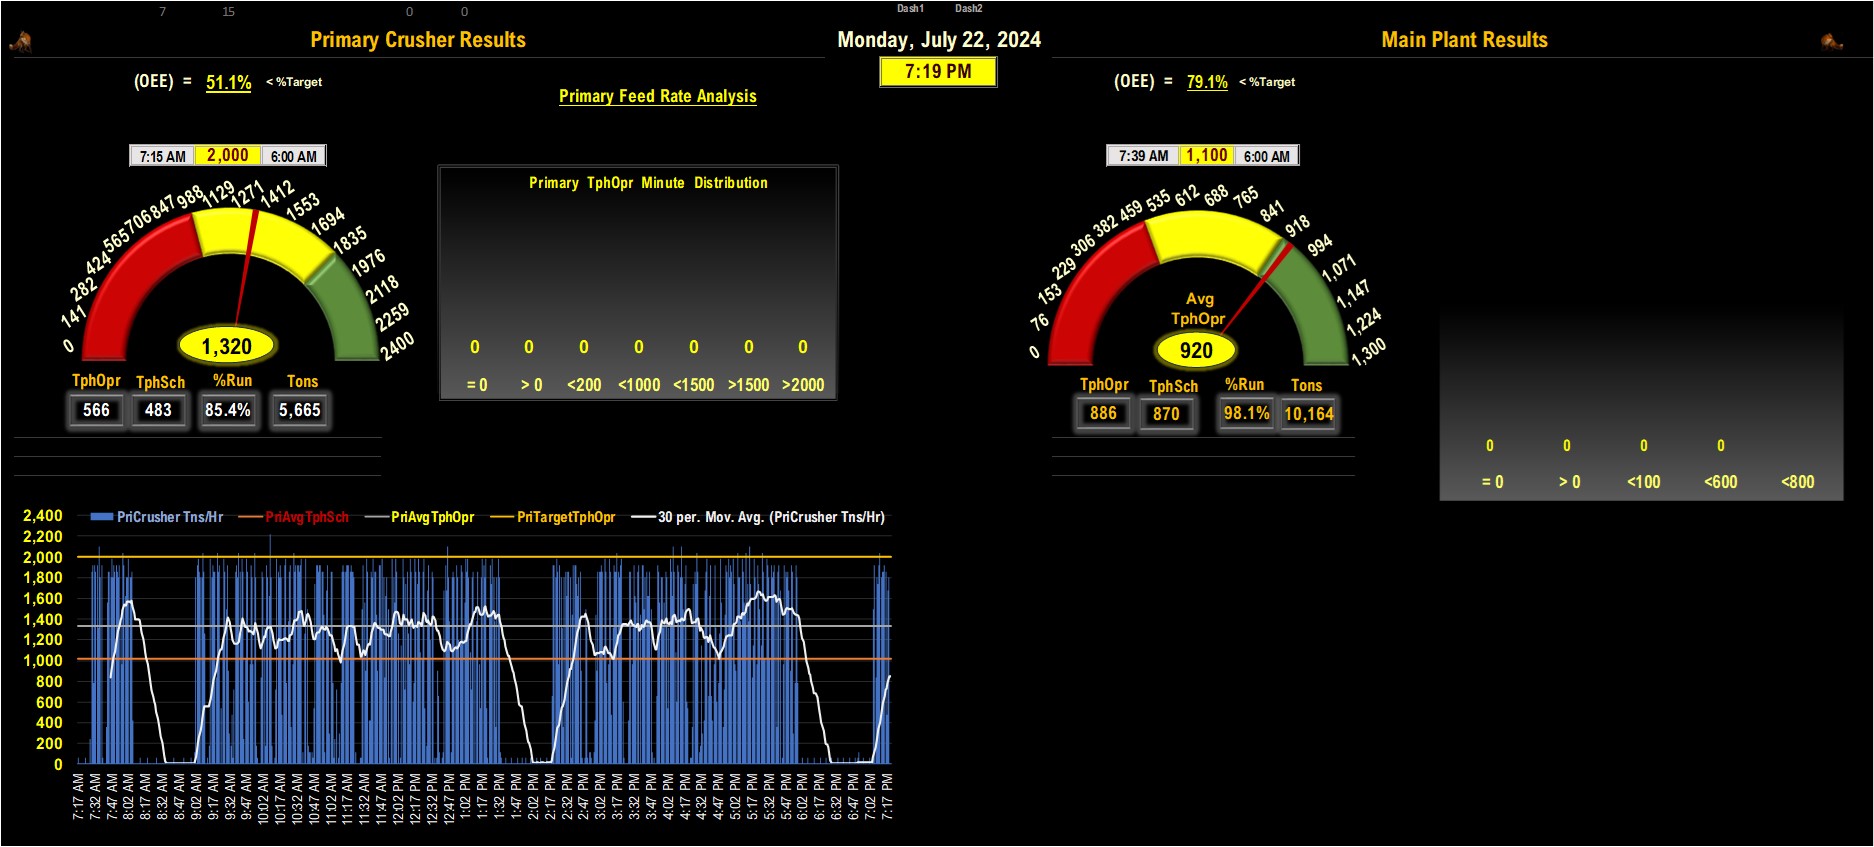 7 15 0 0 Dash1 Dash2
Primary Crusher Results
Monday, July 22, 2024
Main Plant Results
7:19 PM
(OEE) = 51.1% < %Target
Primary Feed Rate Analysis
(OEE) = 79.1% < %Target
7:15 AM 2,000 6:00 AM
0 141 282 424 565 706 847 988 1129 1271 1412 1553 1694 1835 1976 2118 2259 2400
1,320
TphOpr TphSch %Run Tons
566 483 85.4% 5,665
Primary TphOpr Minute Distribution
0 0 0 0 0 0 0
= 0 > 0 <200 <1000 <1500 >1500 >2000
7:39 AM 1,100 6:00 AM
0 76 153 229 306 382 459 535 612 688 765 841 918 994 1,071 1,147 1,224 1,300
Avg
TphOpr
920
TphOpr TphSch %Run Tons
886 870 98.1% 10,164
0 0 0 0
= 0 > 0 <100 <600 <800
PriCrusher Tns/Hr PriAvgTphSch PriAvgTphOpr PriTargetTphOpr 30 per. Mov. Avg. (PriCrusher Tns/Hr)
2,400
2,200
2,000
1,800
1,600
1,400
1,200
1,000
800
600
400
200
0
7:17 AM 7:32 AM 7:47 AM 8:02 AM 8:17 AM 8:32 AM 8:47 AM 9:02 AM 9:17 AM 9:32 AM 9:47 AM 10:02 AM 10:17 AM 10:32 AM 10:47 AM 11:02 AM 11:17 AM 11:32 AM 11:47 AM 12:02 PM 12:17 PM 12:32 PM 12:47 PM 1:02 PM 1:17 PM 1:32 PM 1:47 PM 2:02 PM 2:17 PM 2:32 PM 2:47 PM 3:02 PM 3:17 PM 3:32 PM 3:47 PM 4:02 PM 4:17 PM 4:32 PM 4:47 PM 5:02 PM 5:17 PM 5:32 PM 5:47 PM 6:02 PM 6:17 PM 6:32 PM 6:47 PM 7:02 PM 7:17 PM